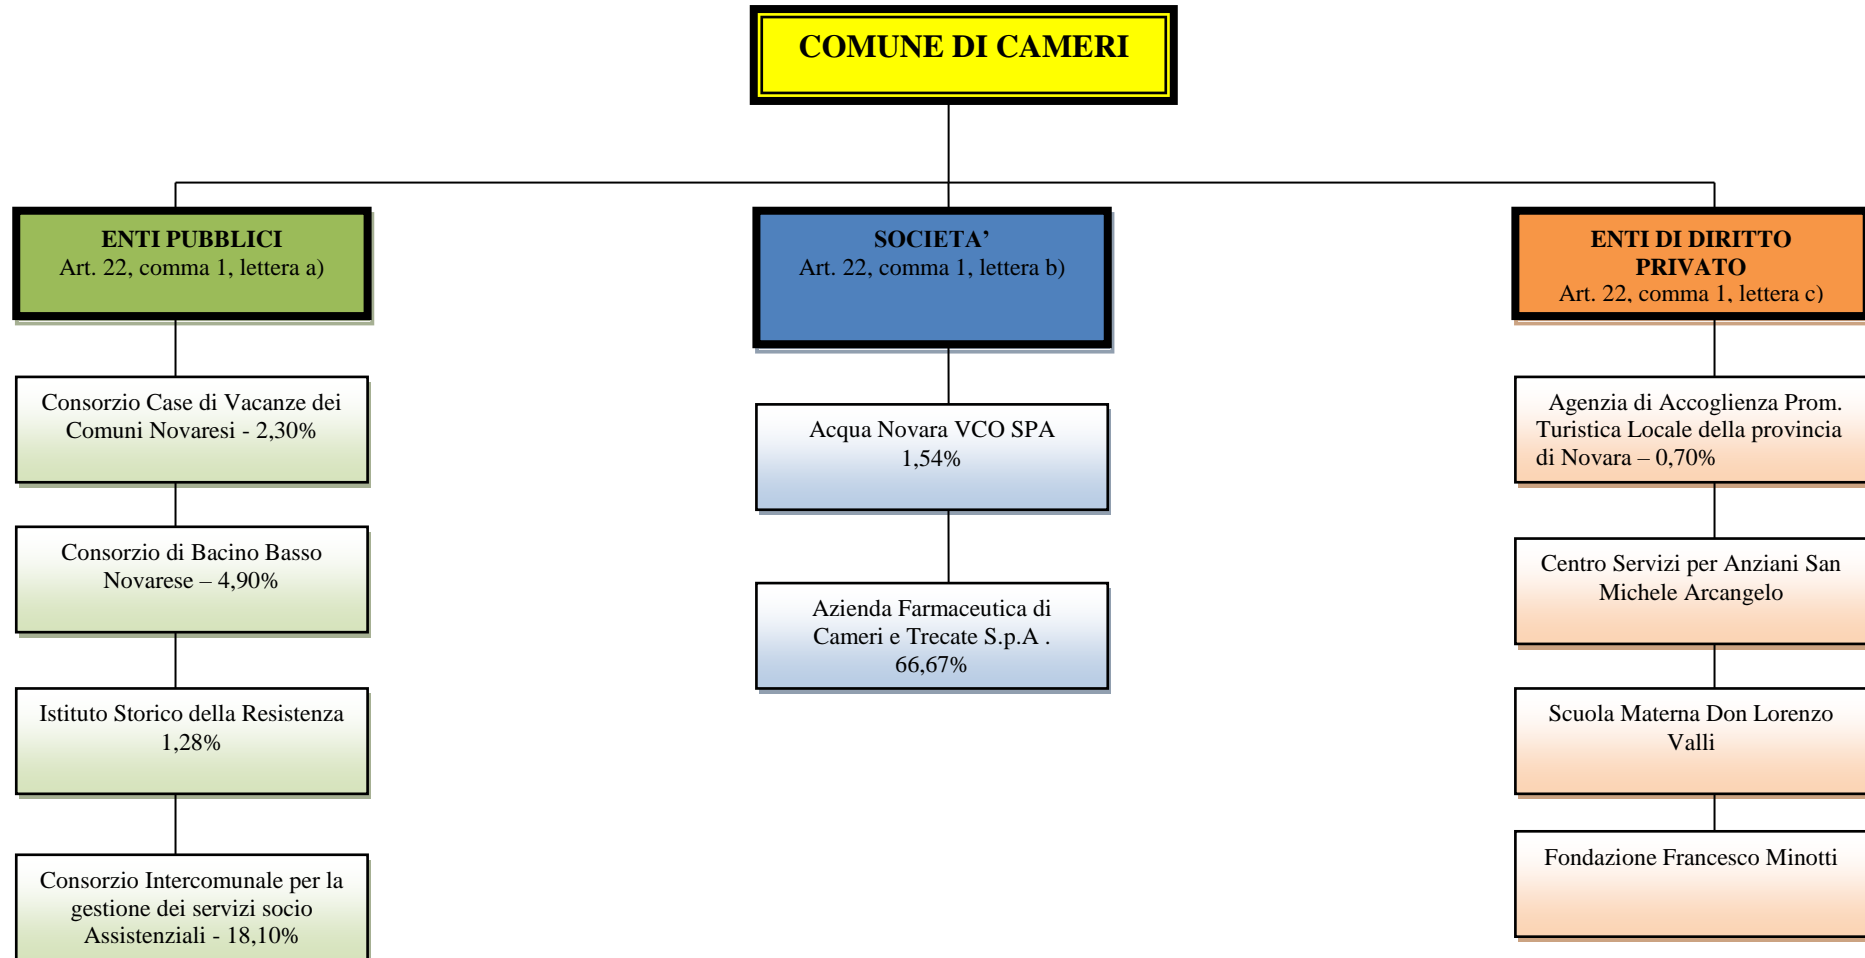 COMUNE DI CAMERI
ENTI PUBBLICI
Art. 22, comma 1, lettera a)
Consorzio Case di Vacanze dei
Comuni Novaresi - 2,30%
Consorzio di Bacino Basso
Novarese – 4,90%
Istituto Storico della Resistenza
1,28%
Consorzio Intercomunale per la
gestione dei servizi socio
Assistenziali - 18,10%
SOCIETA’
Art. 22, comma 1, lettera b)
Acqua Novara VCO SPA
1,54%
Azienda Farmaceutica di
Cameri e Trecate S.p.A .
66,67%
ENTI DI DIRITTO
PRIVATO
Art. 22, comma 1, lettera c)
Agenzia di Accoglienza Prom.
Turistica Locale della provincia
di Novara – 0,70%
Centro Servizi per Anziani San
Michele Arcangelo
Scuola Materna Don Lorenzo
Valli
Fondazione Francesco Minotti